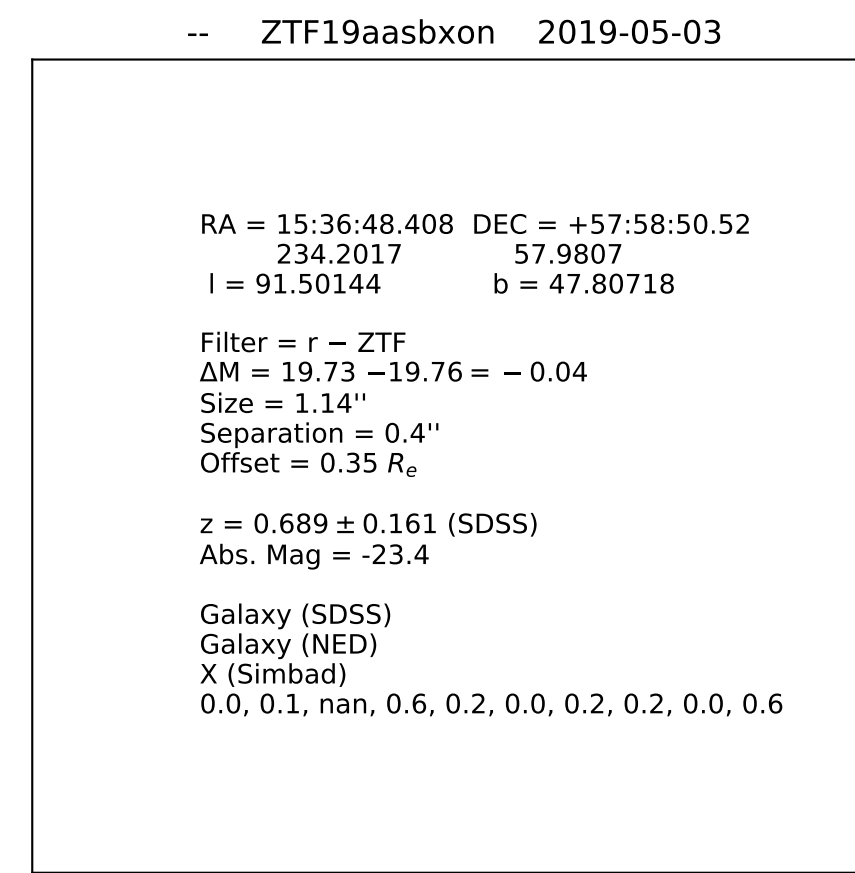 -- ZTF19aasbxon 2019-05-03
RA = 15:36:48.408 DEC = +57:58:50.52
234.2017 57.9807
l = 91.50144 b = 47.80718
Filter = r − ZTF
ΔM = 19.73 −19.76 = − 0.04
Size = 1.14''
Separation = 0.4''
Offset = 0.35 Re
z = 0.689 ± 0.161 (SDSS)
Abs. Mag = -23.4
Galaxy (SDSS)
Galaxy (NED)
X (Simbad)
0.0, 0.1, nan, 0.6, 0.2, 0.0, 0.2, 0.2, 0.0, 0.6